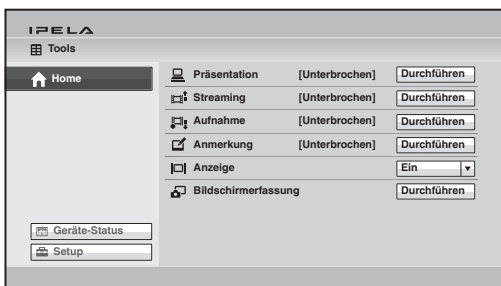 IPELA
Tools
Home
Präsentation [Unterbrochen] Durchführen
Streaming [Unterbrochen] Durchführen
Aufnahme [Unterbrochen] Durchführen
Anmerkung [Unterbrochen] Durchführen
Anzeige Ein
Bildschirmerfassung Durchführen
Geräte-Status
Setup